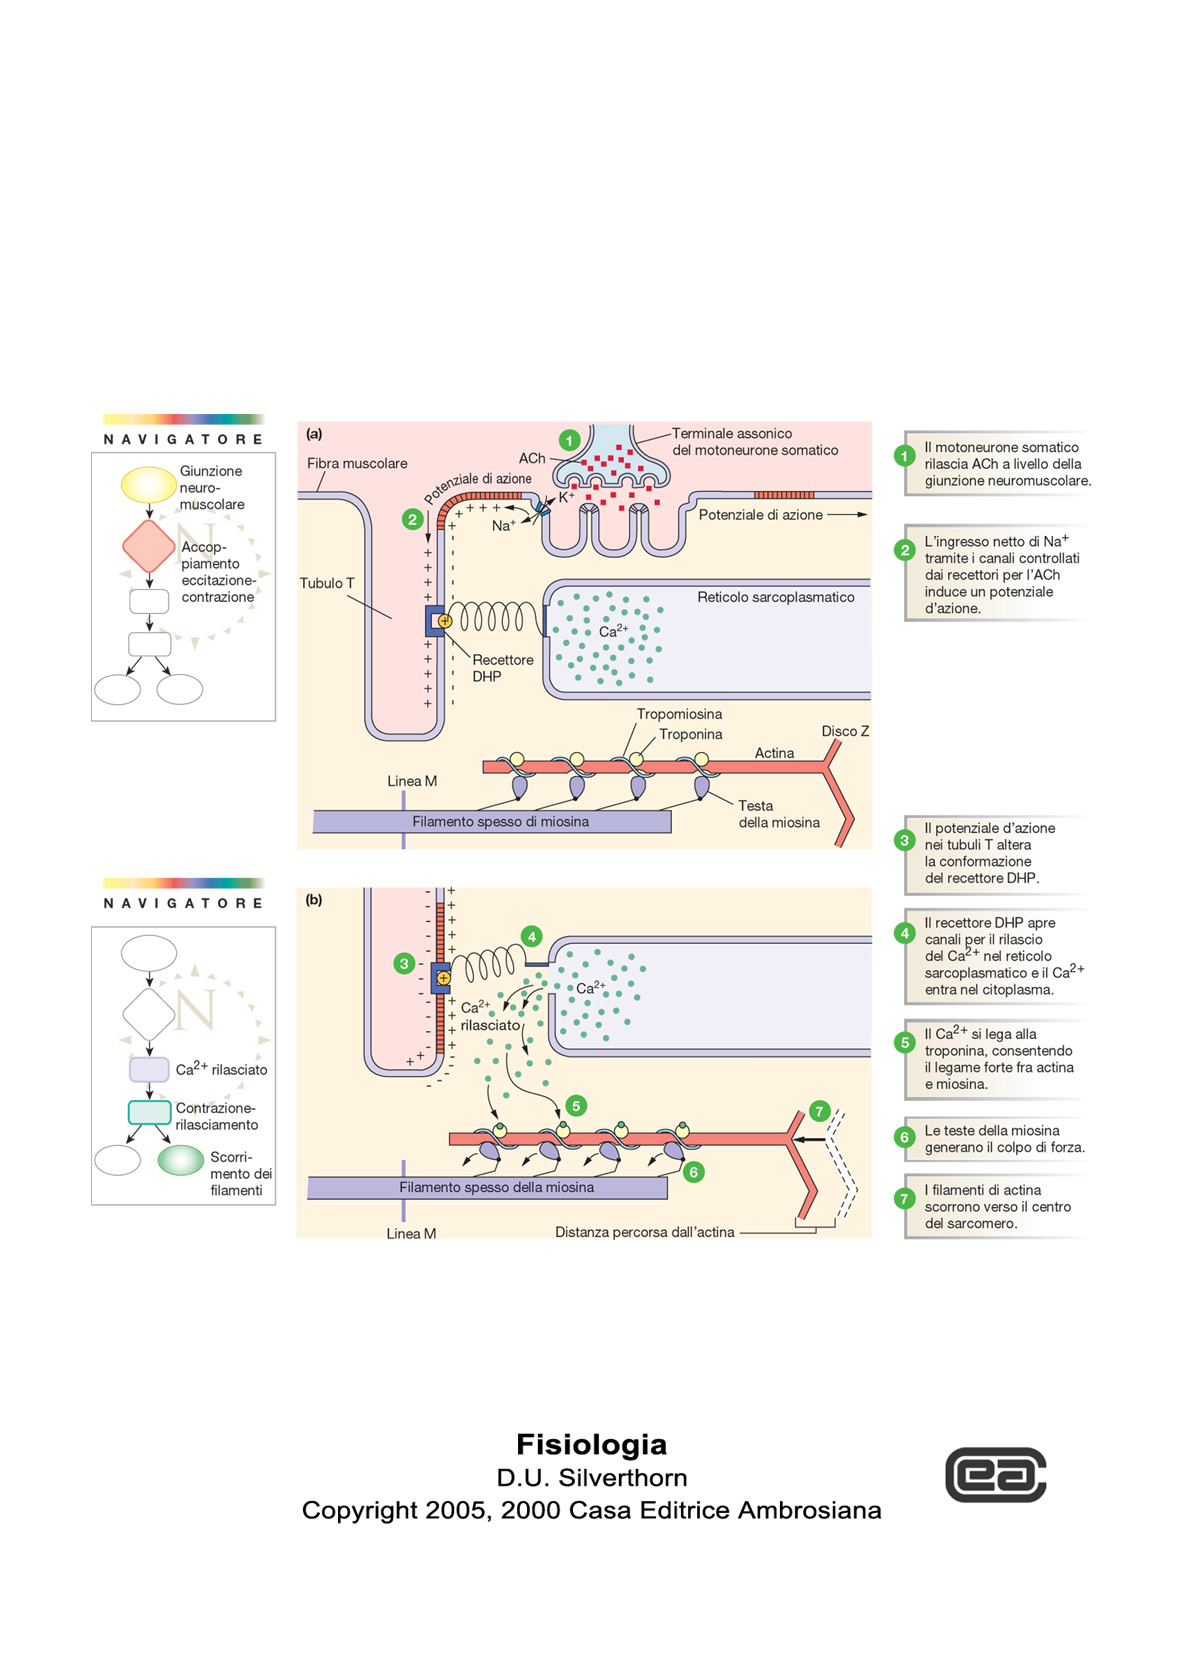 N A V I G A T O R E
Giunzione
neuro-
muscolare
Accop-
piamento
eccitazione-
contrazione
N
(a)
Fibra muscolare
Potenziale di azione
ACh
Terminale assonico
del motoneurone somatico
1
K+
Na+
2
Potenziale di azione
Tubulo T
Reticolo sarcoplasmatico
Ca2+
Recettore
DHP
Tropomiosina
Troponina
Disco Z
Actina
Linea M
Testa
della miosina
Filamento spesso di miosina
1
Il motoneurone somatico
rilascia ACh a livello della
giunzione neuromuscolare.
2
L'ingresso netto di Na+
tramite i canali controllati
dai recettori per l'ACh
induce un potenziale
d'azione.
N A V I G A T O R E
N
Ca2+ rilasciato
Contrazione-
rilasciamento
Scorri-
mento dei
filamenti
(b)
3
4
Ca2+
Ca2+
rilasciato
5
7
6
Filamento spesso della miosina
Linea M
Distanza percorsa dall'actina
3
Il potenziale d'azione
nei tubuli T altera
la conformazione
del recettore DHP.
4
Il recettore DHP apre
canali per il rilascio
del Ca2+ nel reticolo
sarcoplasmatico e il Ca2+
entra nel citoplasma.
5
Il Ca2+ si lega alla
troponina, consentendo
il legame forte fra actina
e miosina.
6
Le teste della miosina
generano il colpo di forza.
7
I filamenti di actina
scorrono verso il centro
del sarcomero.
Fisiologia
D.U. Silverthorn
Copyright 2005, 2000 Casa Editrice Ambrosiana
ea